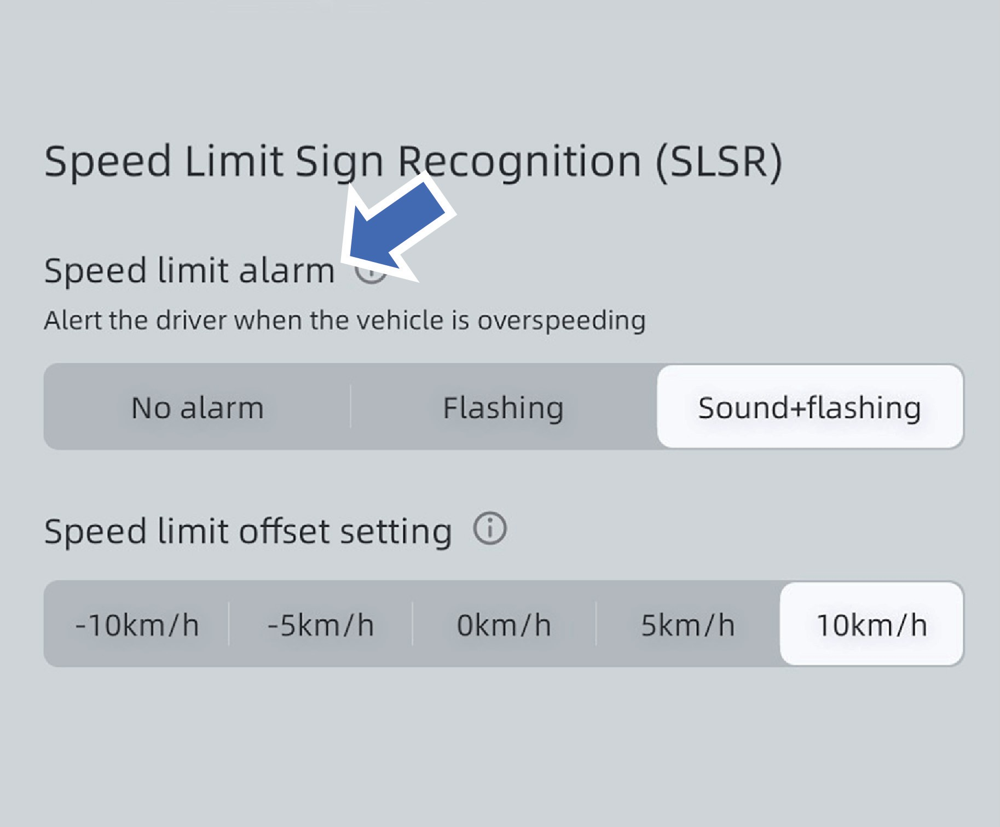 Speed Limit Sign Recognition (SLSR)
Speed limit alarm
Alert the driver when the vehicle is overspeeding
No alarm Flashing Sound+flashing
Speed limit offset setting
-10km/h -5km/h 0km/h 5km/h 10km/h